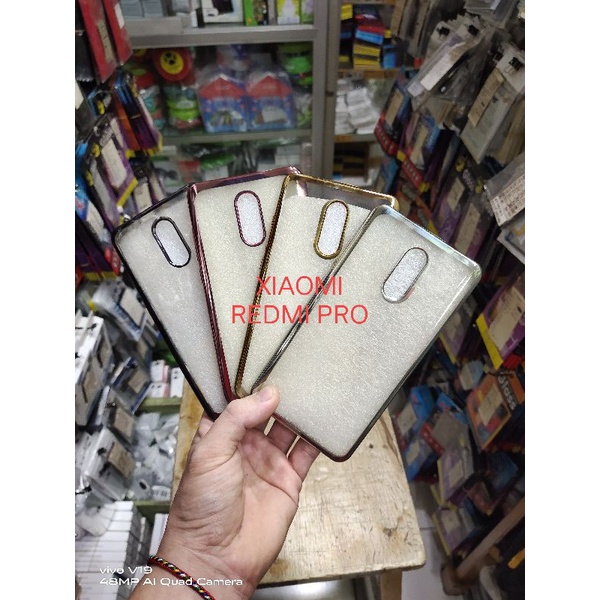 XIAOMI
REDMI PRO
vivo V19
48MP AI Quad Camera